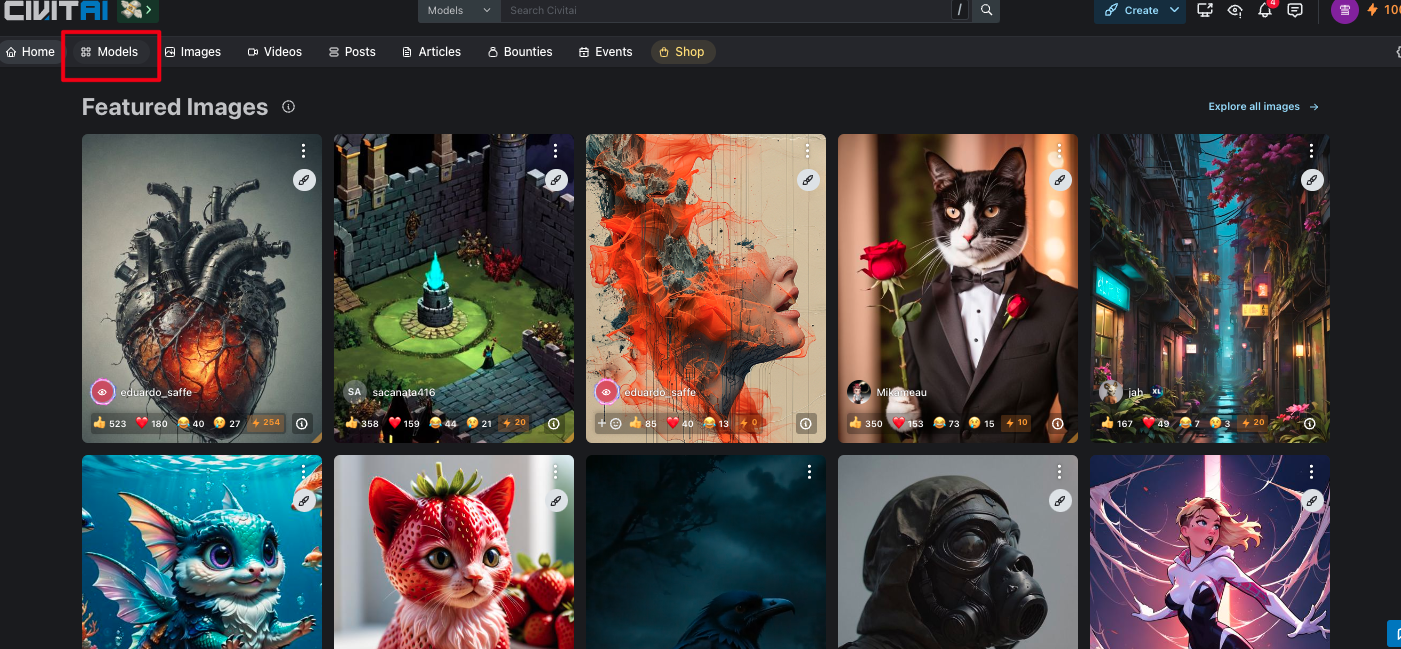 CIVITAI
Models
Search Civitai
/
Create
4
Home
Models
Images
Videos
Posts
Articles
Bounties
Events
Shop
Featured Images
Explore all images
eduardo_saffe
523 180 40 27 254
SA sacanata416
358 159 44 21 20
eduardo_saffe
85 40 13 0
Mikameau
350 153 73 15 10
jah XL
167 49 7 3 20